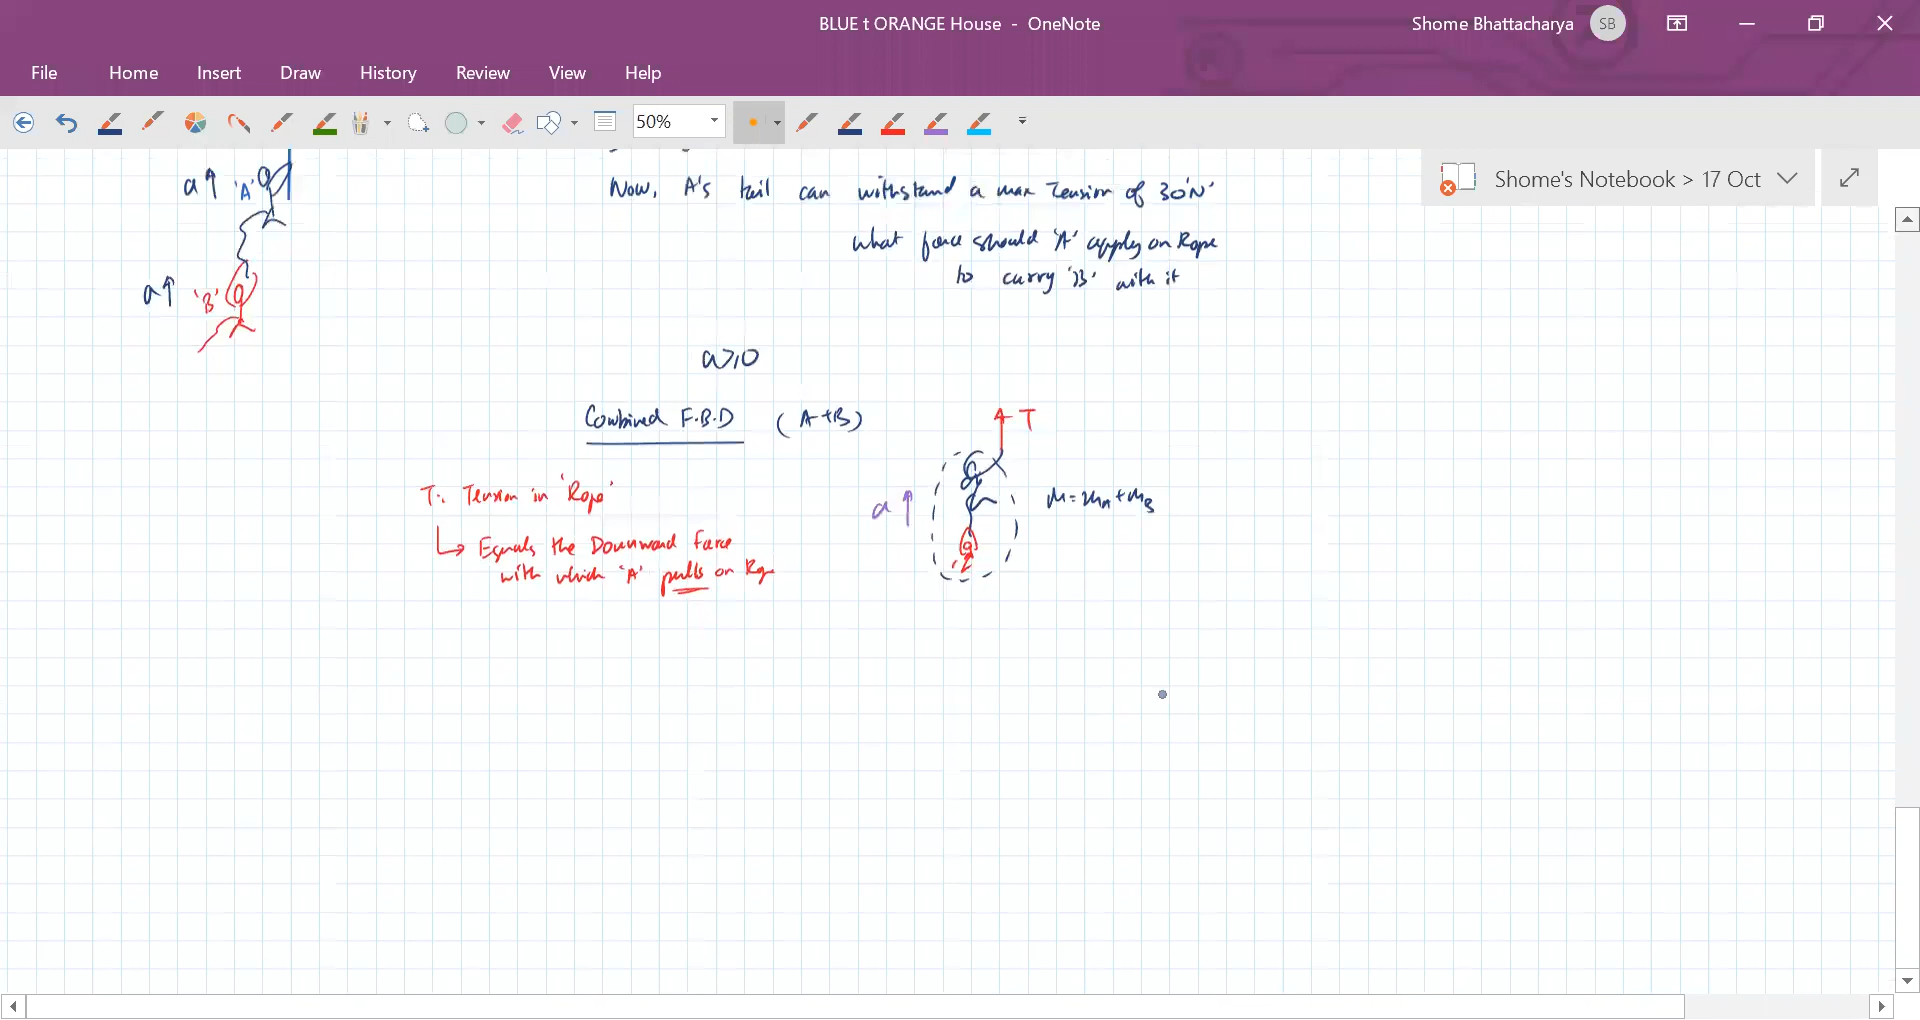 BLUE t ORANGE House - OneNote
Shome Bhattacharya SB
File Home Insert Draw History Review View Help
50%
Shome's Notebook > 17 Oct
a↑ 'A'
Now, A's tail can withstand a max Tension of 30'N'
what force should 'A' apply on Rope
to carry 'B' with it
a↑ 'B'
a≥0
Combined F.B.D (A+B)
T
T: Tension in 'Rope'
a↑
M = mA + mB
↳ Equals the Downward Force
with which 'A' pulls on Rope